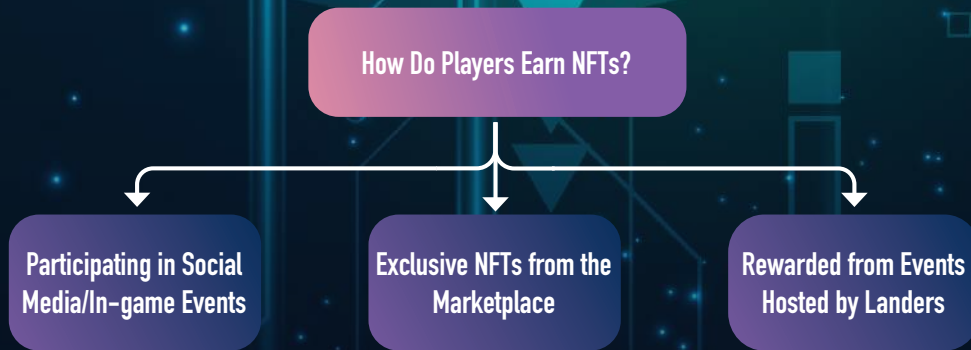 How Do Players Earn NFTs?
Participating in Social
Media/In-game Events
Exclusive NFTs from the
Marketplace
Rewarded from Events
Hosted by Landers